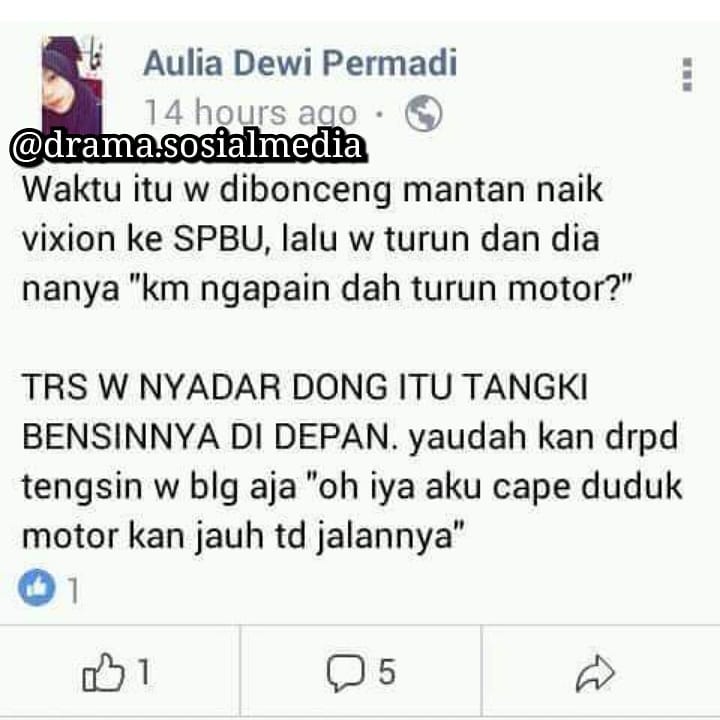 Aulia Dewi Permadi
14 hours ago
@drama.sosialmedia
Waktu itu w dibonceng mantan naik
vixion ke SPBU, lalu w turun dan dia
nanya "km ngapain dah turun motor?"
TRS W NYADAR DONG ITU TANGKI
BENSINNYA DI DEPAN. yaudah kan drpd
tengsin w blg aja "oh iya aku cape duduk
motor kan jauh td jalannya"
1
1 5